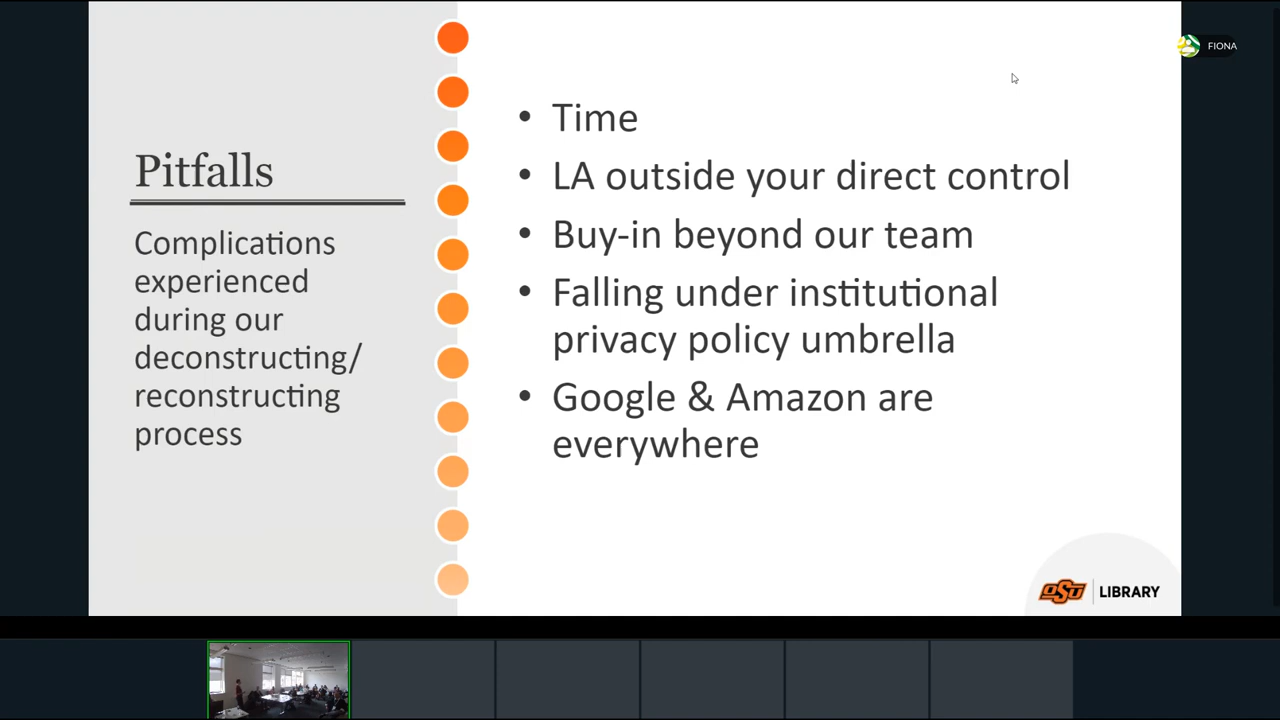 FIONA
Pitfalls
Complications
experienced
during our
deconstructing/
reconstructing
process
• Time
• LA outside your direct control
• Buy-in beyond our team
• Falling under institutional
privacy policy umbrella
• Google & Amazon are
everywhere
OSU LIBRARY